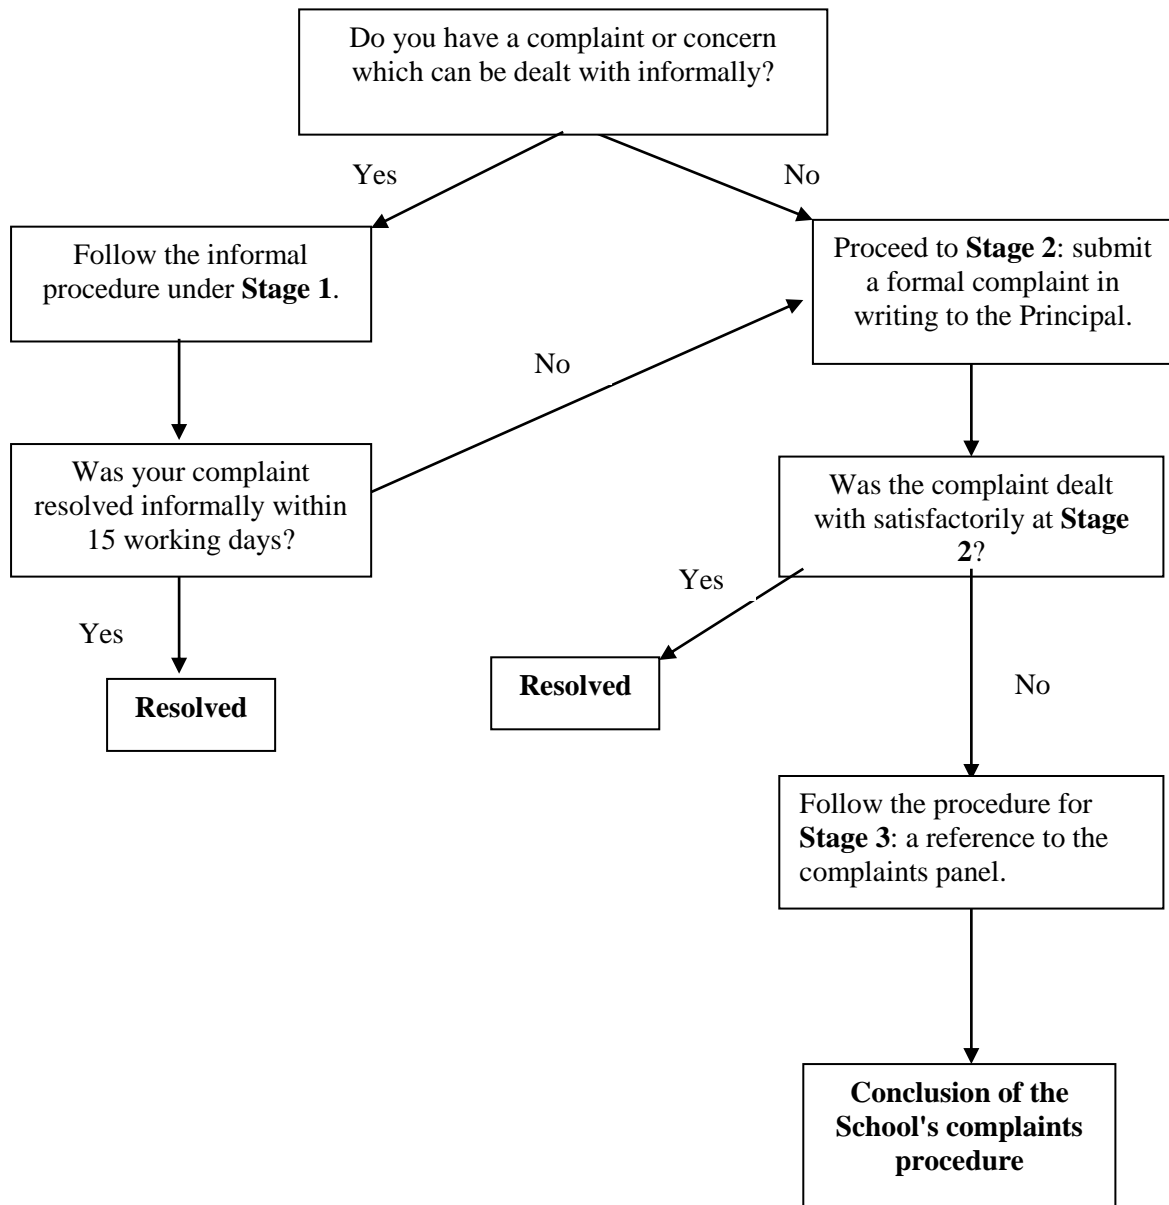 Do you have a complaint or concern
which can be dealt with informally?
Yes
No
Follow the informal
procedure under Stage 1.
Proceed to Stage 2: submit
a formal complaint in
writing to the Principal.
No
Was your complaint
resolved informally within
15 working days?
Was the complaint dealt
with satisfactorily at Stage
2?
Yes
Yes
Resolved
Resolved
No
Follow the procedure for
Stage 3: a reference to the
complaints panel.
Conclusion of the
School's complaints
procedure